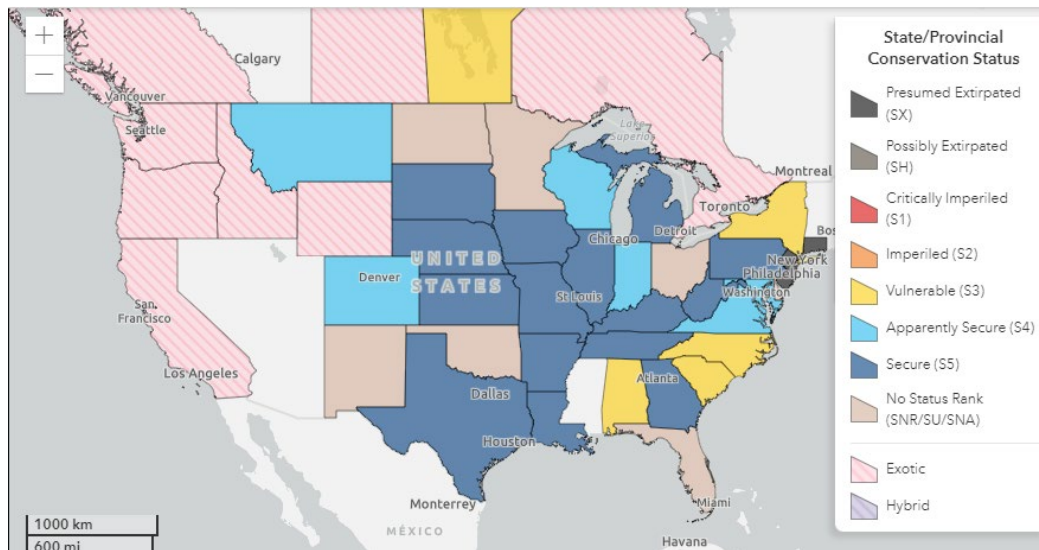 +
−
Calgary
Vancouver
Seattle
Lake
Superior
Montreal
Toronto
Bos
Chicago
Detroit
New York
Philadelphia
Washington
UNITED
STATES
Denver
St Louis
San
Francisco
Los Angeles
Atlanta
Dallas
Houston
Monterrey
Miami
MÉXICO
Havana
1000 km
600 mi
State/Provincial
Conservation Status
Presumed Extirpated
(SX)
Possibly Extirpated
(SH)
Critically Imperiled
(S1)
Imperiled (S2)
Vulnerable (S3)
Apparently Secure (S4)
Secure (S5)
No Status Rank
(SNR/SU/SNA)
Exotic
Hybrid